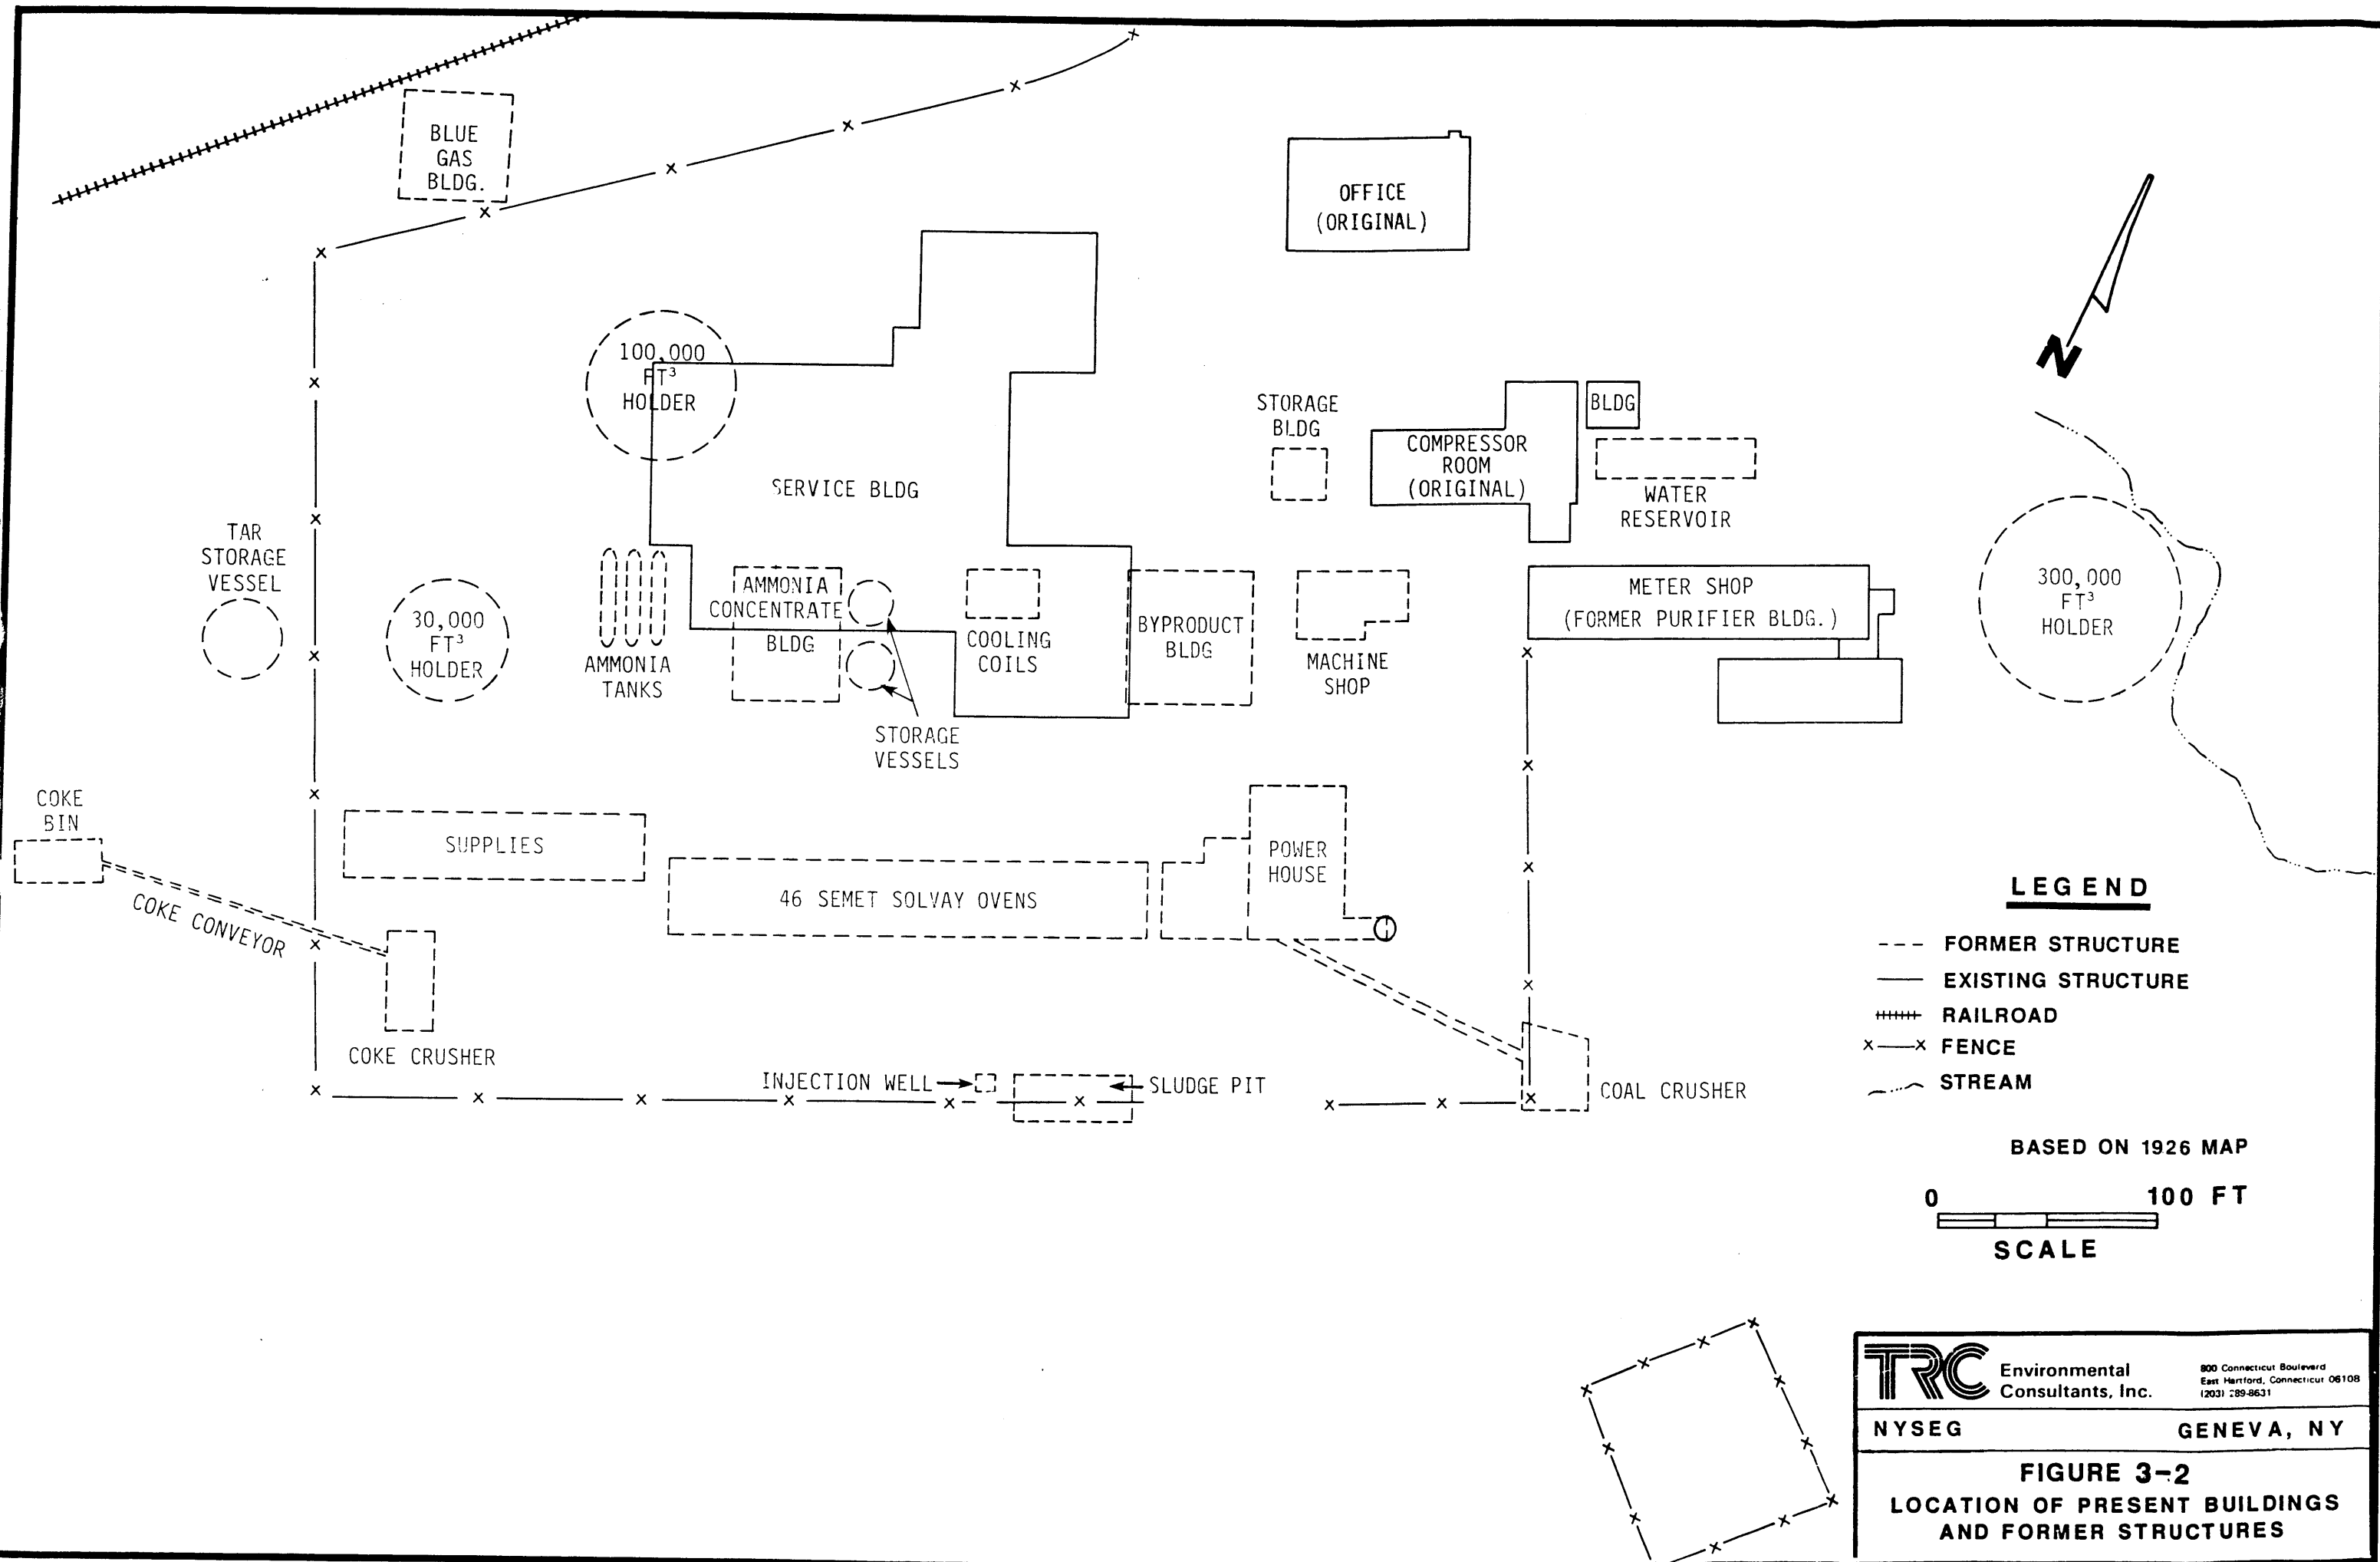 BLUE
GAS
BLDG.
OFFICE
(ORIGINAL)
N
100,000
FT³
HOLDER
SERVICE BLDG
STORAGE
BLDG
COMPRESSOR
ROOM
(ORIGINAL)
BLDG
WATER
RESERVOIR
TAR
STORAGE
VESSEL
30,000
FT³
HOLDER
AMMONIA
TANKS
AMMONIA
CONCENTRATE
BLDG
STORAGE
VESSELS
COOLING
COILS
BYPRODUCT
BLDG
MACHINE
SHOP
METER SHOP
(FORMER PURIFIER BLDG.)
300,000
FT³
HOLDER
COKE
BIN
COKE CONVEYOR
SUPPLIES
COKE CRUSHER
46 SEMET SOLVAY OVENS
POWER
HOUSE
INJECTION WELL
SLUDGE PIT
COAL CRUSHER
LEGEND
FORMER STRUCTURE
EXISTING STRUCTURE
RAILROAD
X—X FENCE
STREAM
BASED ON 1926 MAP
0 100 FT
SCALE
TRC Environmental
Consultants, Inc.
800 Connecticut Boulevard
East Hartford, Connecticut 06108
(203) 289-8631
NYSEG GENEVA, NY
FIGURE 3-2
LOCATION OF PRESENT BUILDINGS
AND FORMER STRUCTURES